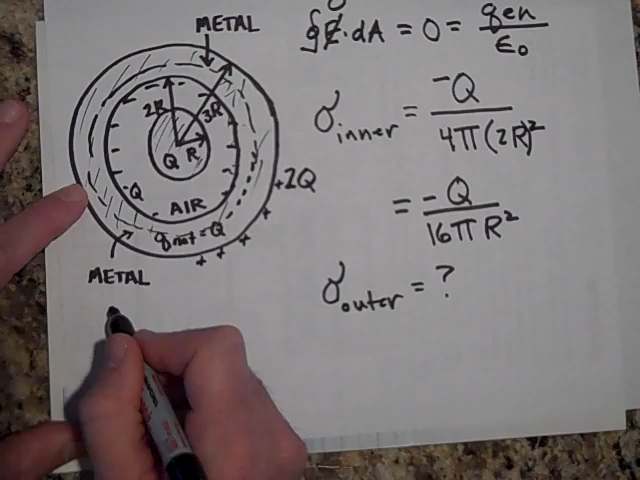 METAL
2R
3R
Q
R
-Q
AIR
qnet = Q
+2Q
METAL
∮E⃗·dA = 0 = qen/ε₀
σinner = -Q/4π(2R)²
= -Q/16πR²
σouter = ?